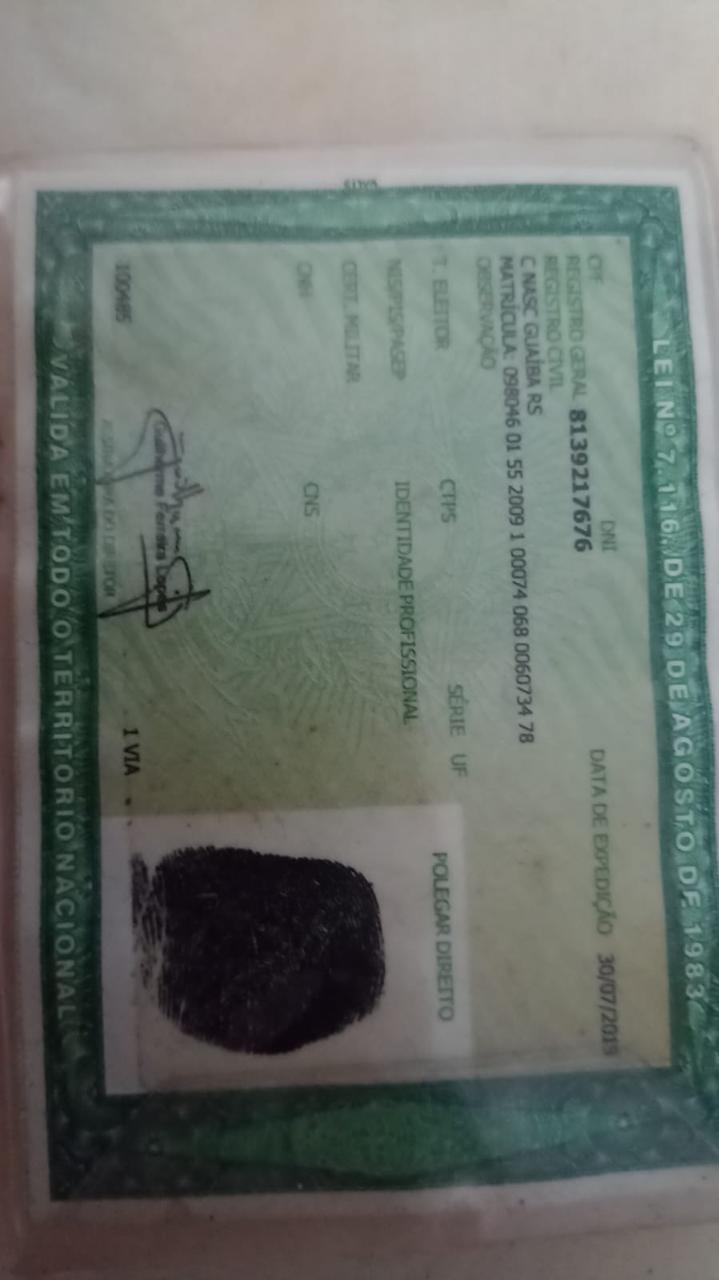 LEI Nº 7.116, DE 29 DE AGOSTO DE 1983
CPF DNI
REGISTRO GERAL 8139217676 DATA DE EXPEDIÇÃO 30/07/2019
REGISTRO CIVIL
C NASC GUAÍBA RS
MATRÍCULA: 098046 01 55 2009 1 00074 068 0060734 78
OBSERVAÇÃO
T. ELEITOR CTPS SÉRIE UF
NIS/PIS/PASEP IDENTIDADE PROFISSIONAL
CERT. MILITAR
CNH CNS
POLEGAR DIREITO
Guilherme Ferreira Lopes
ASSINATURA DO DIRETOR
1 VIA
VÁLIDA EM TODO O TERRITÓRIO NACIONAL